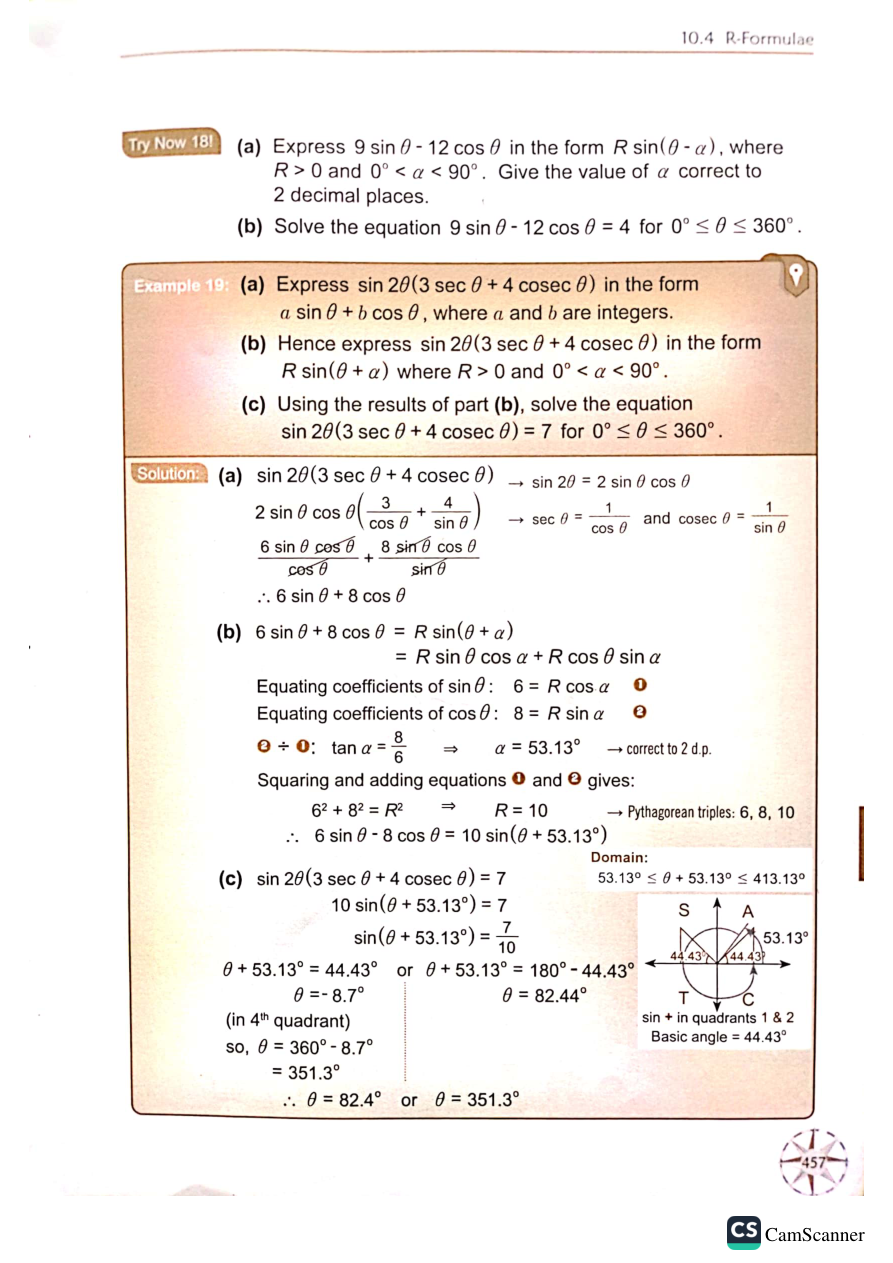 10.4 R-Formulae
Try Now 18!
(a) Express 9 sin θ - 12 cos θ in the form R sin(θ - α), where
R > 0 and 0° < α < 90°. Give the value of α correct to
2 decimal places.
(b) Solve the equation 9 sin θ - 12 cos θ = 4 for 0° ≤ θ ≤ 360°.
Example 19: (a) Express sin 2θ(3 sec θ + 4 cosec θ) in the form
a sin θ + b cos θ, where a and b are integers.
(b) Hence express sin 2θ(3 sec θ + 4 cosec θ) in the form
R sin(θ + α) where R > 0 and 0° < α < 90°.
(c) Using the results of part (b), solve the equation
sin 2θ(3 sec θ + 4 cosec θ) = 7 for 0° ≤ θ ≤ 360°.
Solution: (a) sin 2θ(3 sec θ + 4 cosec θ) → sin 2θ = 2 sin θ cos θ
2 sin θ cos θ(3/cos θ + 4/sin θ) → sec θ = 1/cos θ and cosec θ = 1/sin θ
6 sin θ cos θ/cos θ + 8 sin θ cos θ/sin θ
∴ 6 sin θ + 8 cos θ
(b) 6 sin θ + 8 cos θ = R sin(θ + α)
= R sin θ cos α + R cos θ sin α
Equating coefficients of sin θ: 6 = R cos α ❶
Equating coefficients of cos θ: 8 = R sin α ❷
❷ ÷ ❶: tan α = 8/6 ⇒ α = 53.13° → correct to 2 d.p.
Squaring and adding equations ❶ and ❷ gives:
6² + 8² = R² ⇒ R = 10 → Pythagorean triples: 6, 8, 10
∴ 6 sin θ - 8 cos θ = 10 sin(θ + 53.13°)
Domain:
53.13° ≤ θ + 53.13° ≤ 413.13°
(c) sin 2θ(3 sec θ + 4 cosec θ) = 7
10 sin(θ + 53.13°) = 7
sin(θ + 53.13°) = 7/10
θ + 53.13° = 44.43° or θ + 53.13° = 180° - 44.43°
θ = - 8.7° θ = 82.44°
(in 4th quadrant)
so, θ = 360° - 8.7°
= 351.3°
∴ θ = 82.4° or θ = 351.3°
S A
53.13°
44.43° 44.43°
T C
sin + in quadrants 1 & 2
Basic angle = 44.43°
457
CS CamScanner